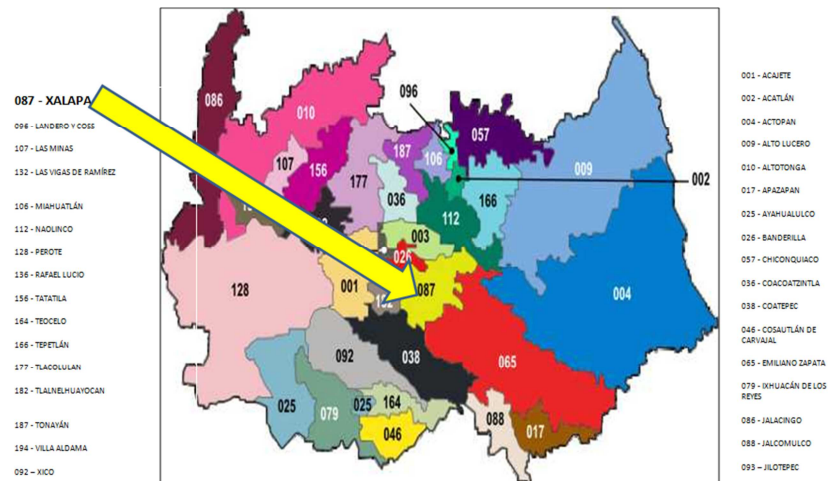 087 - XALAPA
096 - LANDERO Y COSS
107 - LAS MINAS
132 - LAS VIGAS DE RAMÍREZ
106 - MIAHUATLÁN
112 - NAOLINCO
128 - PEROTE
136 - RAFAEL LUCIO
156 - TATATILA
164 - TEOCELO
166 - TEPETLÁN
177 - TLACOLULAN
182 - TLALNELHUAYOCAN
187 - TONAYÁN
194 - VILLA ALDAMA
092 – XICO
086
010
096
057
107
156
187
106
009
177
002
036
166
112
003
026
001
087
128
004
092
038
065
025
079
025
164
046
088
017
001 - ACAJETE
002 - ACATLÁN
004 - ACTOPAN
009 - ALTO LUCERO
010 - ALTOTONGA
017 - APAZAPAN
025 - AYAHUALULCO
026 - BANDERILLA
057 - CHICONQUIACO
036 - COACOATZINTLA
038 - COATEPEC
046 - COSAUTLÁN DE
CARVAJAL
065 - EMILIANO ZAPATA
079 - IXHUACÁN DE LOS
REYES
086 - JALACINGO
088 - JALCOMULCO
093 - JILOTEPEC